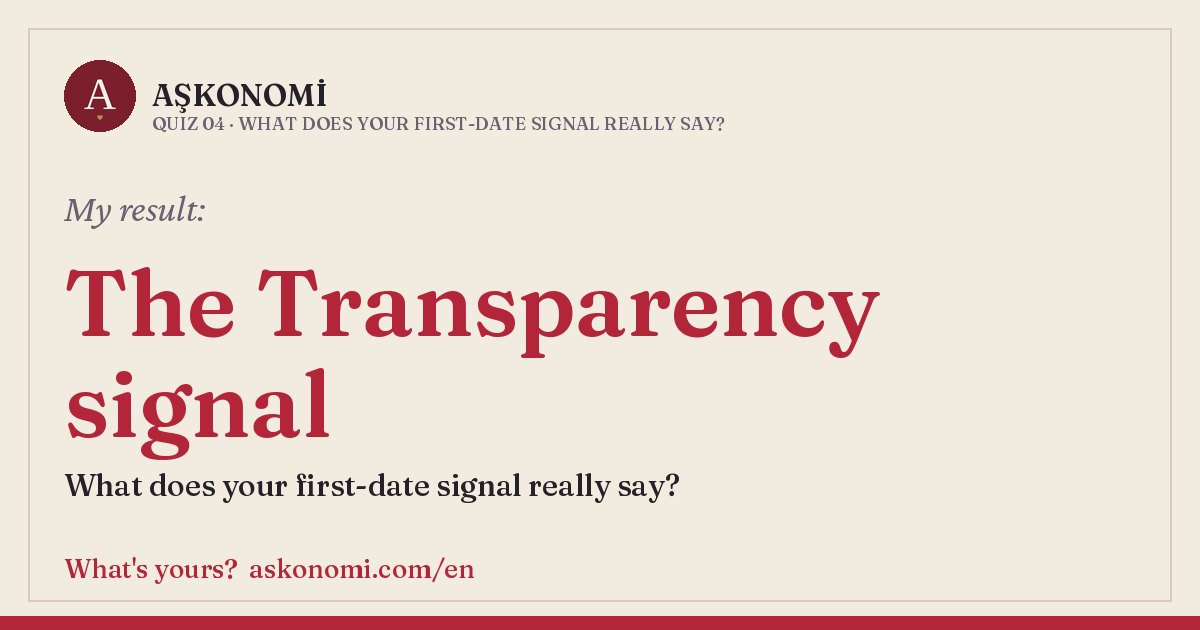 A
AŞKONOMİ
QUIZ 04 · WHAT DOES YOUR FIRST-DATE SIGNAL REALLY SAY?
My result:
The Transparency
signal
What does your first-date signal really say?
What's yours? askonomi.com/en